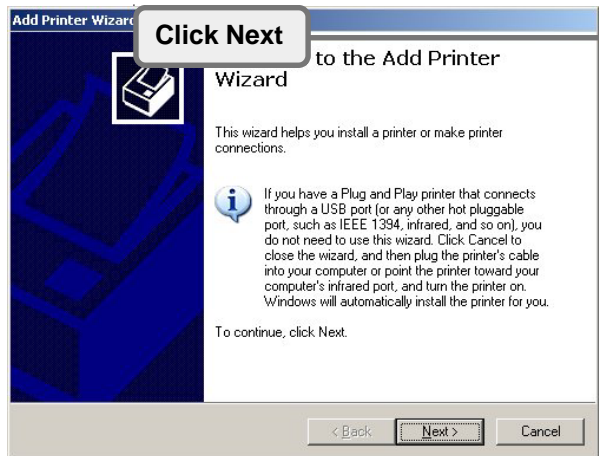 Add Printer Wizard
Click Next
to the Add Printer
Wizard
This wizard helps you install a printer or make printer
connections.
If you have a Plug and Play printer that connects
through a USB port (or any other hot pluggable
port, such as IEEE 1394, infrared, and so on), you
do not need to use this wizard. Click Cancel to
close the wizard, and then plug the printer's cable
into your computer or point the printer toward your
computer's infrared port, and turn the printer on.
Windows will automatically install the printer for you.
To continue, click Next.
< Back Next > Cancel